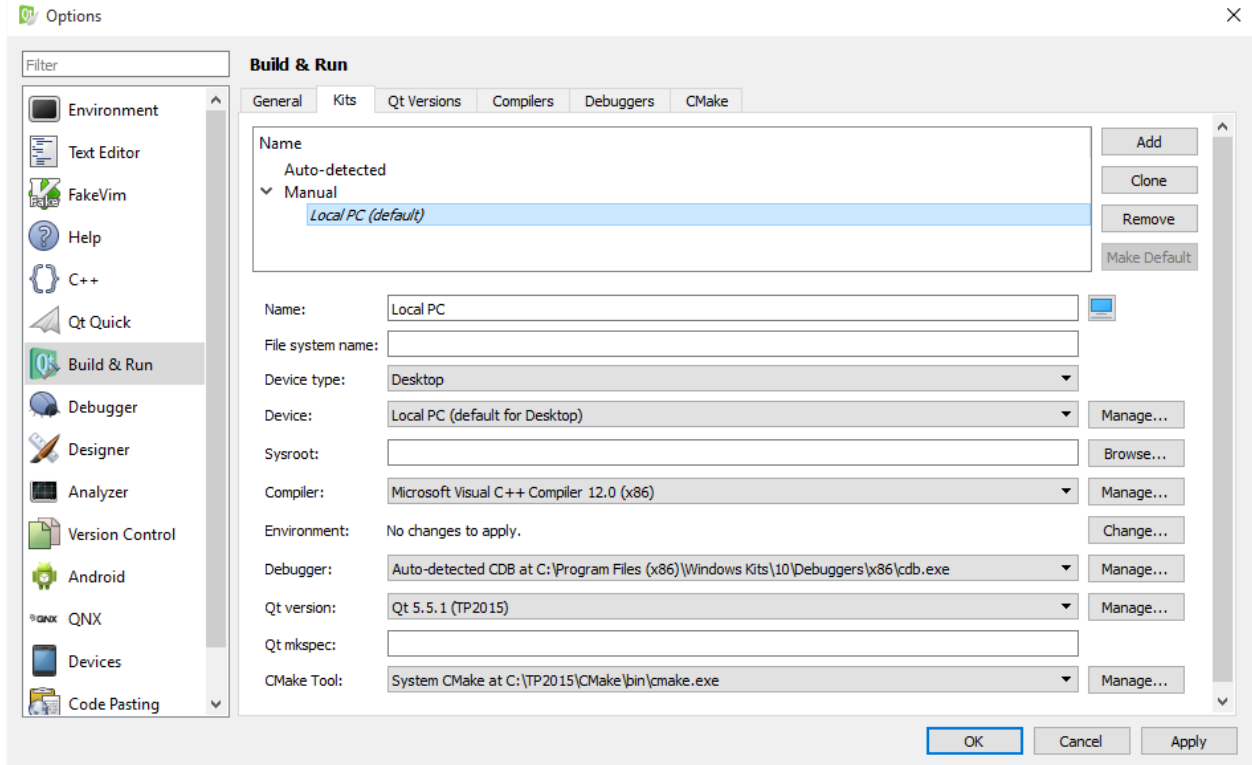 Options
Filter
Environment
Text Editor
FakeVim
Help
C++
Qt Quick
Build & Run
Debugger
Designer
Analyzer
Version Control
Android
QNX
Devices
Code Pasting
Build & Run
General Kits Qt Versions Compilers Debuggers CMake
Name
Auto-detected
Manual
Local PC (default)
Add
Clone
Remove
Make Default
Name: Local PC
File system name:
Device type: Desktop
Device: Local PC (default for Desktop) Manage...
Sysroot: Browse...
Compiler: Microsoft Visual C++ Compiler 12.0 (x86) Manage...
Environment: No changes to apply. Change...
Debugger: Auto-detected CDB at C:\Program Files (x86)\Windows Kits\10\Debuggers\x86\cdb.exe Manage...
Qt version: Qt 5.5.1 (TP2015) Manage...
Qt mkspec:
CMake Tool: System CMake at C:\TP2015\CMake\bin\cmake.exe Manage...
OK Cancel Apply